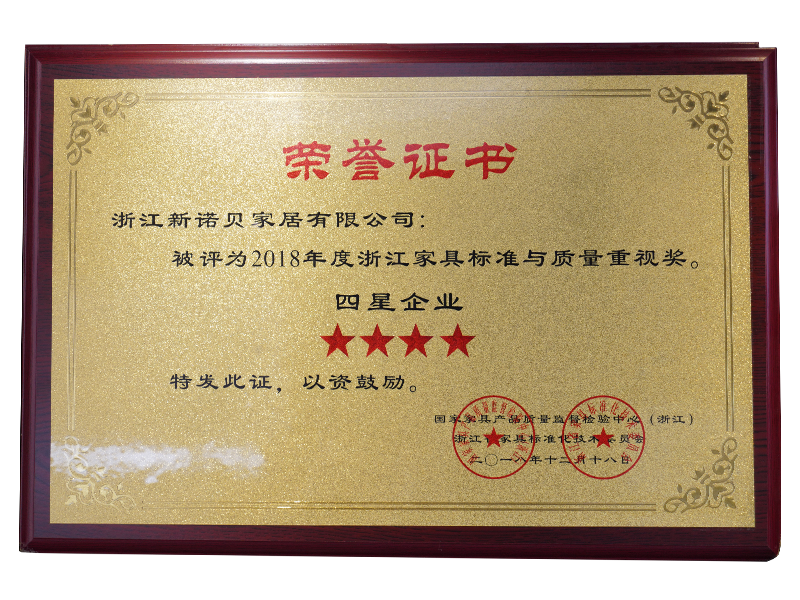 荣誉证书
浙江新诺贝家居有限公司：
被评为2018年度浙江家具标准与质量重视奖。
四星企业
特发此证，以资鼓励。
国家家具产品质量监督检验中心（浙江）
浙江省家具标准化技术委员会
二〇一八年十二月十八日